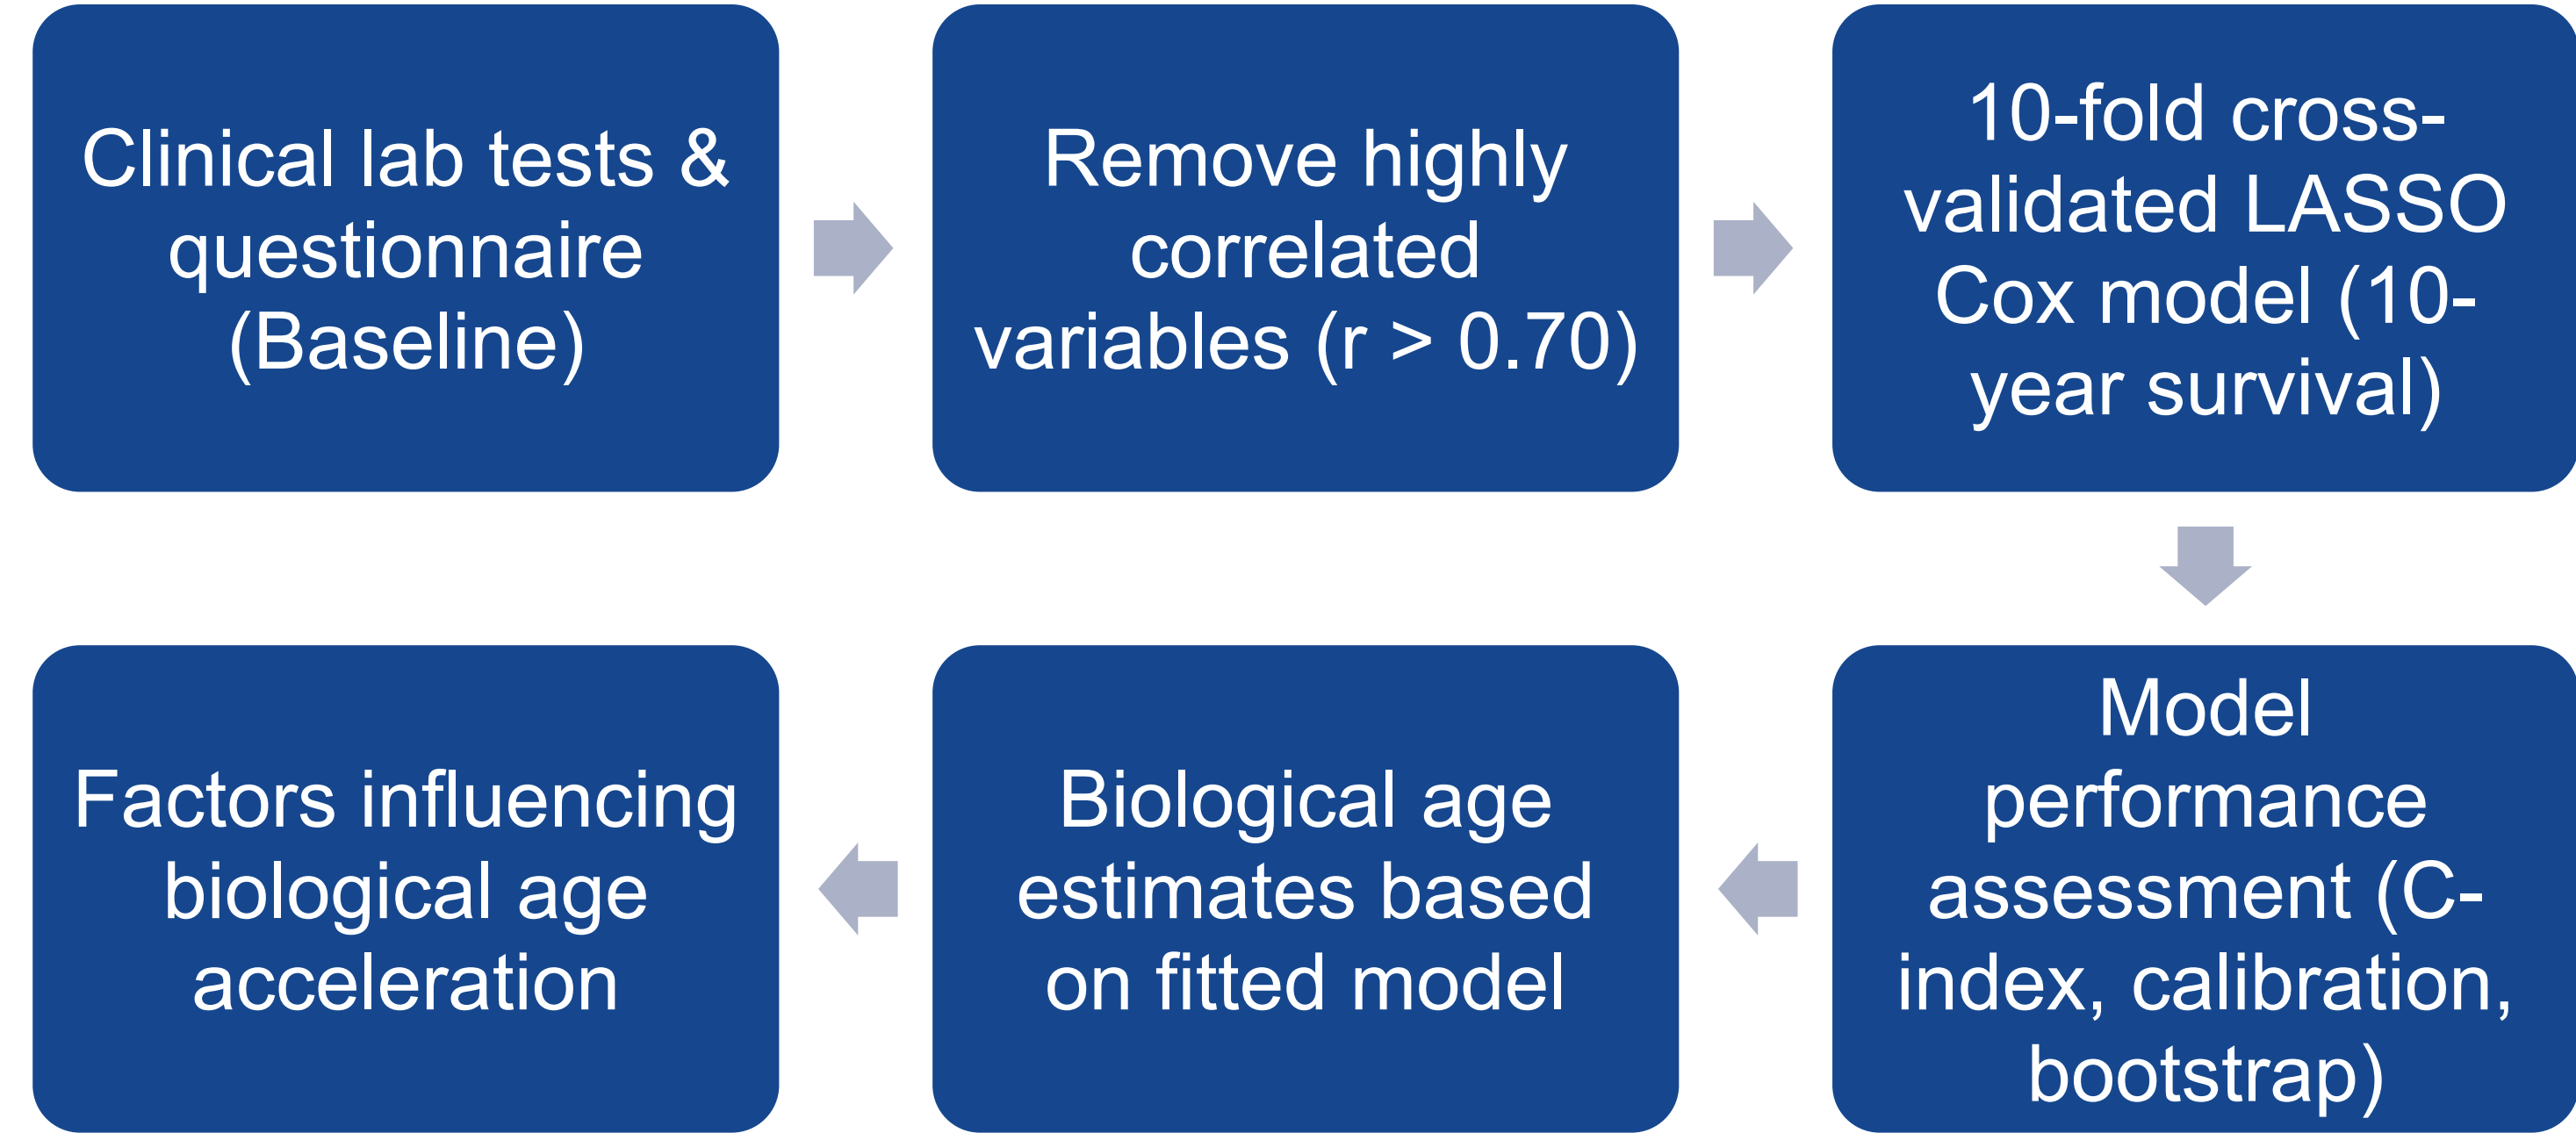 Clinical lab tests &
questionnaire
(Baseline)
Remove highly
correlated
variables (r > 0.70)
10-fold cross-
validated LASSO
Cox model (10-
year survival)
Model
performance
assessment (C-
index, calibration,
bootstrap)
Biological age
estimates based
on fitted model
Factors influencing
biological age
acceleration